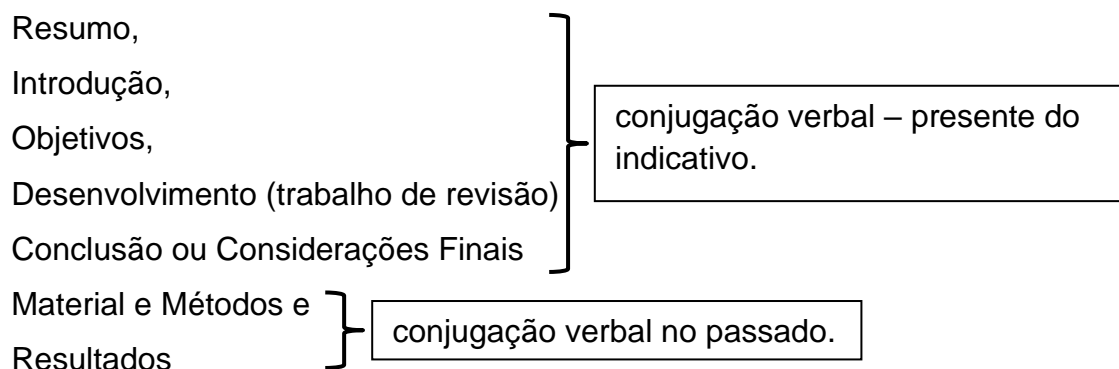 Resumo,
Introdução,
Objetivos,
Desenvolvimento (trabalho de revisão)
Conclusão ou Considerações Finais
conjugação verbal – presente do
indicativo.
Material e Métodos e
Resultados
conjugação verbal no passado.